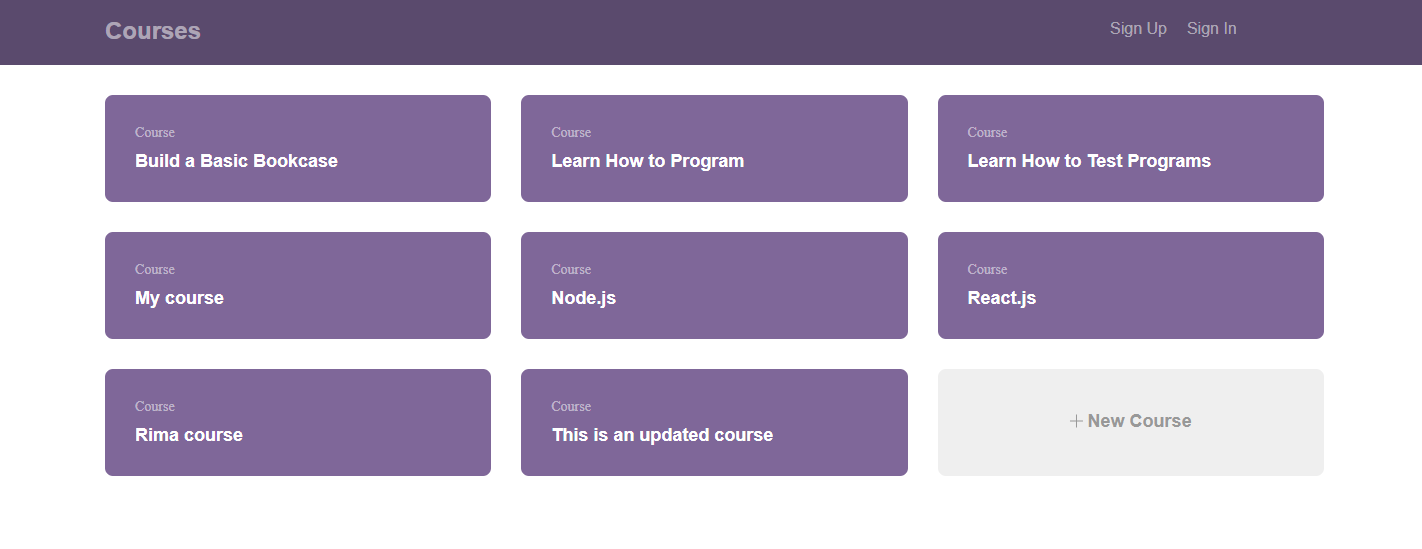 Courses
Sign Up Sign In
Course
Build a Basic Bookcase
Course
Learn How to Program
Course
Learn How to Test Programs
Course
My course
Course
Node.js
Course
React.js
Course
Rima course
Course
This is an updated course
+ New Course